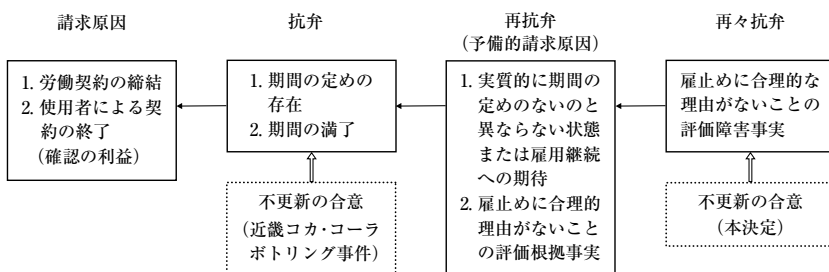 請求原因
1. 労働契約の締結
2. 使用者による契
約の終了
(確認の利益)
抗弁
1. 期間の定めの
存在
2. 期間の満了
不更新の合意
(近畿コカ・コーラ
ボトリング事件)
再抗弁
(予備的請求原因)
1. 実質的に期間の
定めのないのと
異ならない状態
または雇用継続
への期待
2. 雇止めに合理的
理由がないこと
の評価根拠事実
再々抗弁
雇止めに合理的な
理由がないことの
評価障害事実
不更新の合意
(本決定)